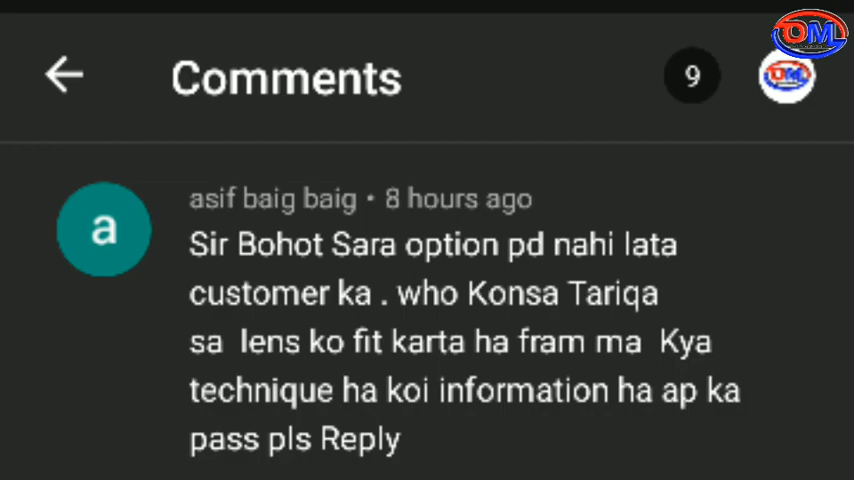 OML
Comments
9
OML
asif baig baig • 8 hours ago
a
Sir Bohot Sara option pd nahi lata
customer ka . who Konsa Tariqa
sa lens ko fit karta ha fram ma Kya
technique ha koi information ha ap ka
pass pls Reply